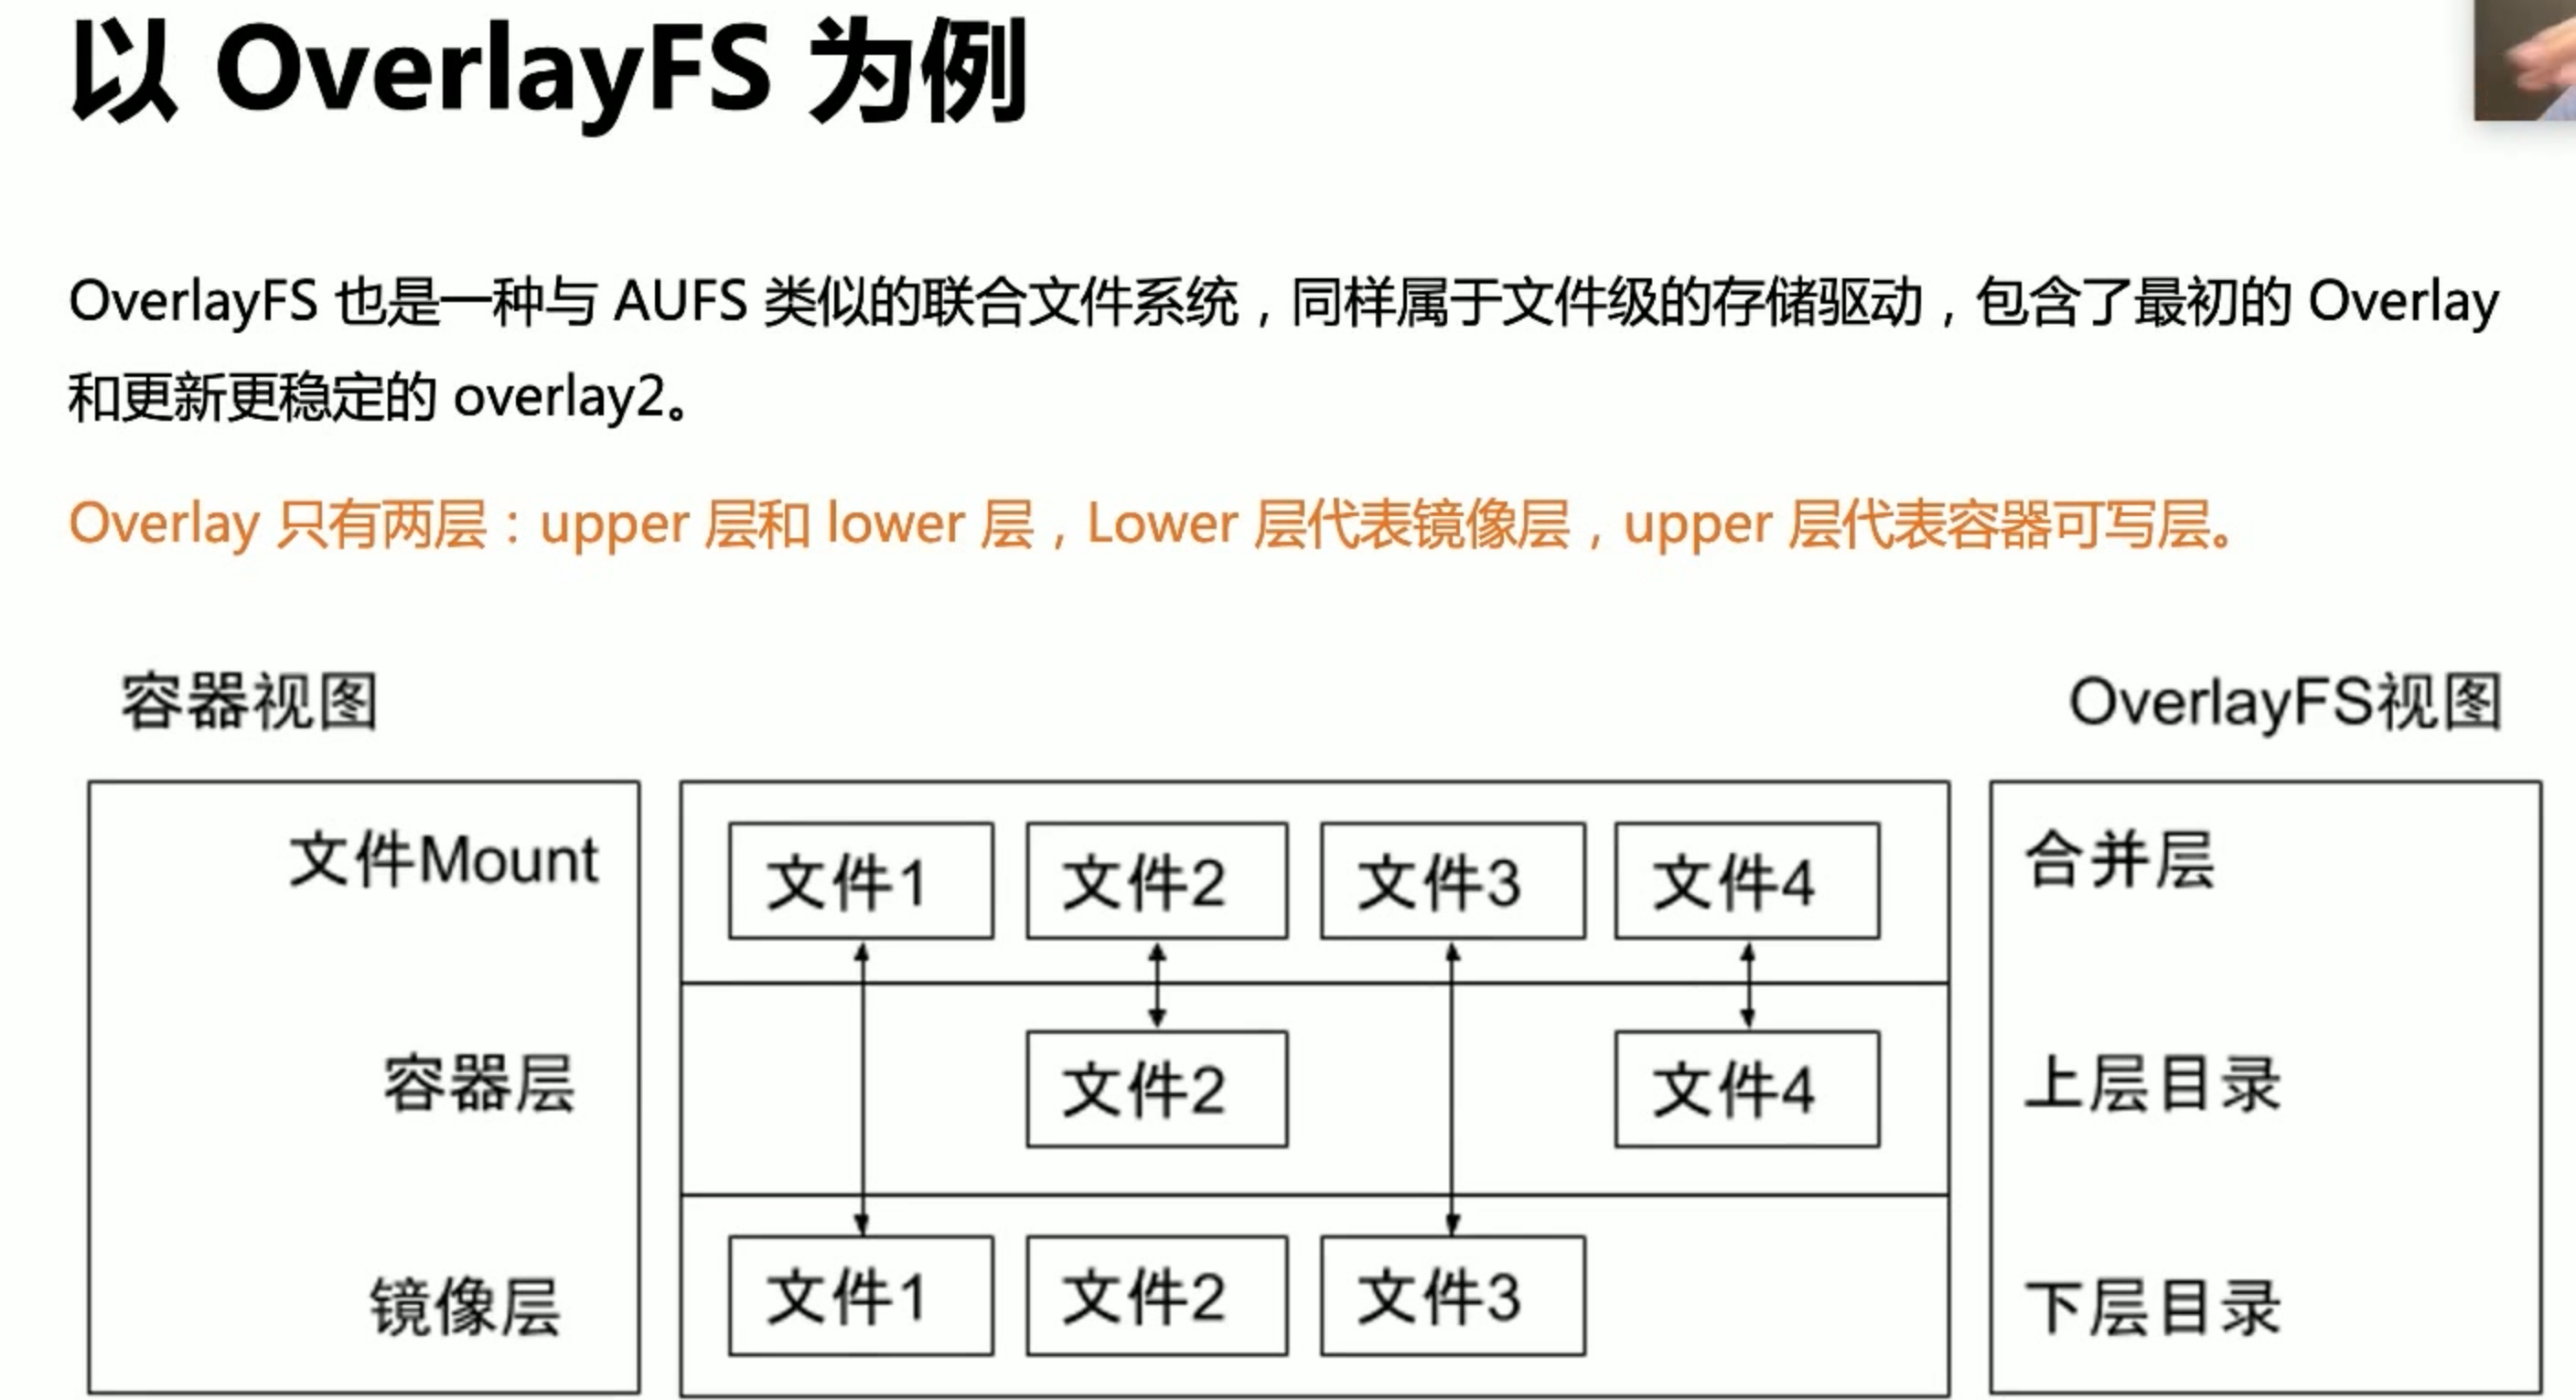 以 OverlayFS 为例
OverlayFS 也是一种与 AUFS 类似的联合文件系统，同样属于文件级的存储驱动，包含了最初的 Overlay
和更新更稳定的 overlay2。
Overlay 只有两层：upper 层和 lower 层，Lower 层代表镜像层，upper 层代表容器可写层。
容器视图
OverlayFS视图
文件Mount
文件1
文件2
文件3
文件4
合并层
容器层
文件2
文件4
上层目录
镜像层
文件1
文件2
文件3
下层目录